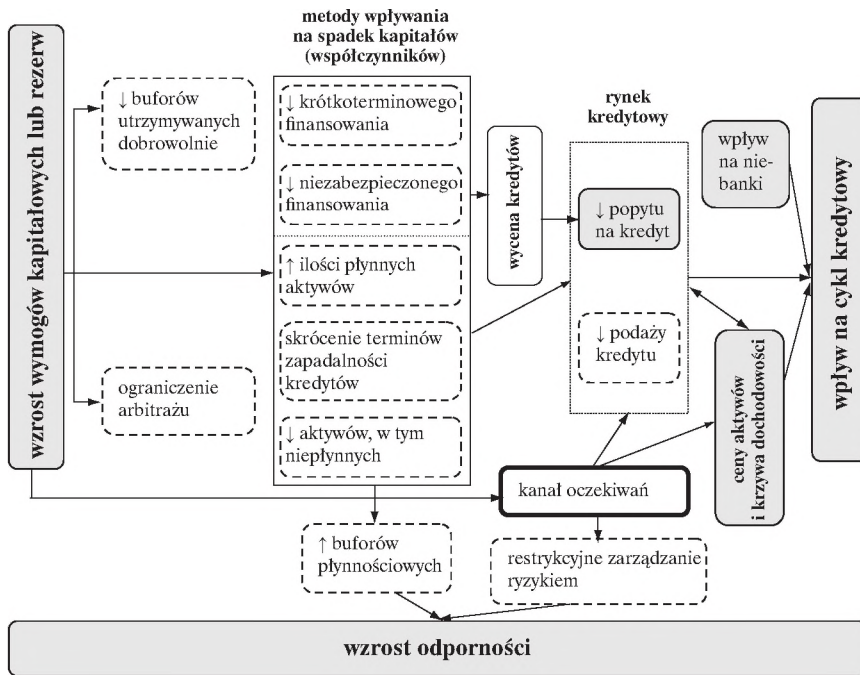 metody wpływania
na spadek kapitałów
(współczynników)
wzrost wymogów kapitałowych lub rezerw
↓ buforów
utrzymywanych
dobrowolnie
ograniczenie
arbitrażu
↓ krótkoterminowego
finansowania
↓ niezabezpieczonego
finansowania
↑ ilości płynnych
aktywów
skrócenie terminów
zapadalności
kredytów
↓ aktywów, w tym
niepłynnych
wycena kredytów
rynek
kredytowy
↓ popytu
na kredyt
↓ podaży
kredytu
wpływ
na nie-
banki
ceny aktywów
i krzywa dochodowości
wpływ na cykl kredytowy
kanał oczekiwań
↑ buforów
płynnościowych
restrykcyjne zarządzanie
ryzykiem
wzrost odporności